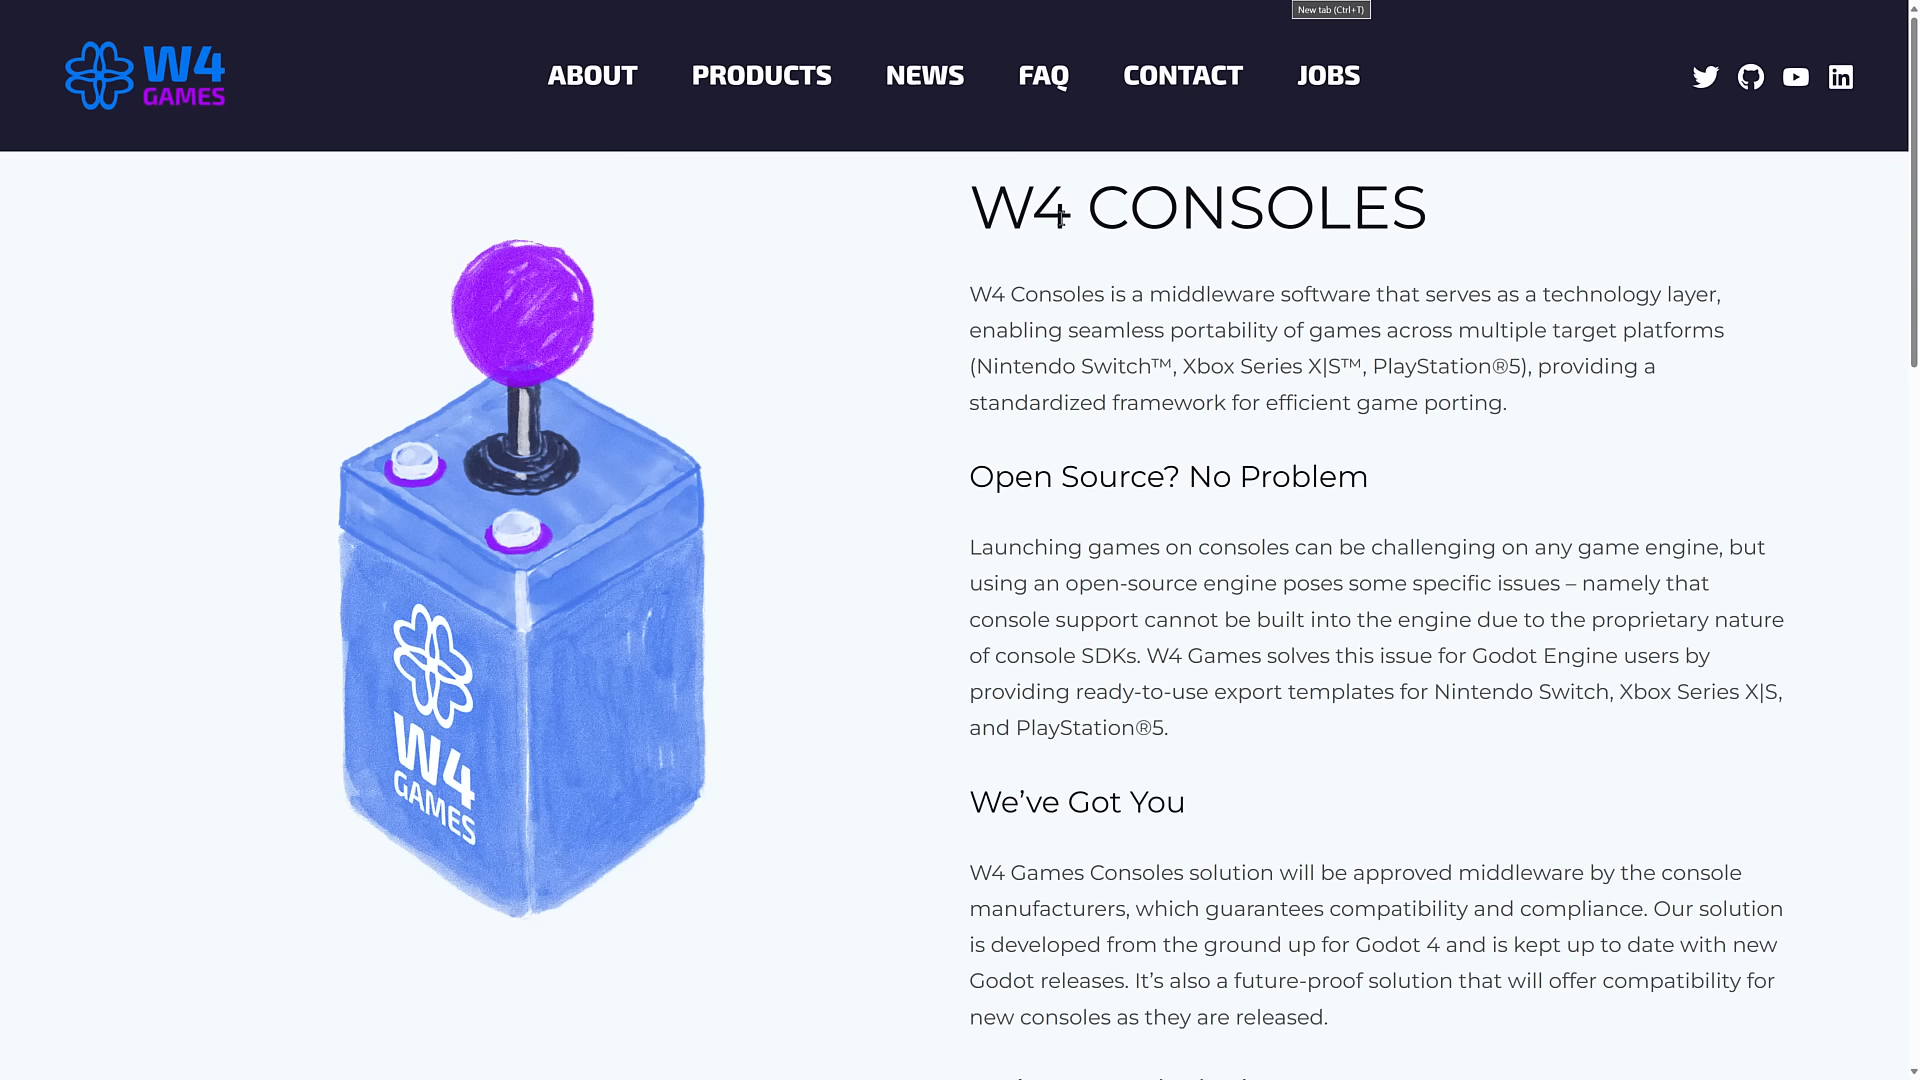 New tab (Ctrl+T)
W4
GAMES
ABOUT
PRODUCTS
NEWS
FAQ
CONTACT
JOBS
W4 CONSOLES
W4 Consoles is a middleware software that serves as a technology layer,
enabling seamless portability of games across multiple target platforms
(Nintendo Switch™, Xbox Series X|S™, PlayStation®5), providing a
standardized framework for efficient game porting.
Open Source? No Problem
Launching games on consoles can be challenging on any game engine, but
using an open-source engine poses some specific issues – namely that
console support cannot be built into the engine due to the proprietary nature
of console SDKs. W4 Games solves this issue for Godot Engine users by
providing ready-to-use export templates for Nintendo Switch, Xbox Series X|S,
and PlayStation®5.
We’ve Got You
W4 Games Consoles solution will be approved middleware by the console
manufacturers, which guarantees compatibility and compliance. Our solution
is developed from the ground up for Godot 4 and is kept up to date with new
Godot releases. It’s also a future-proof solution that will offer compatibility for
new consoles as they are released.
W4
GAMES